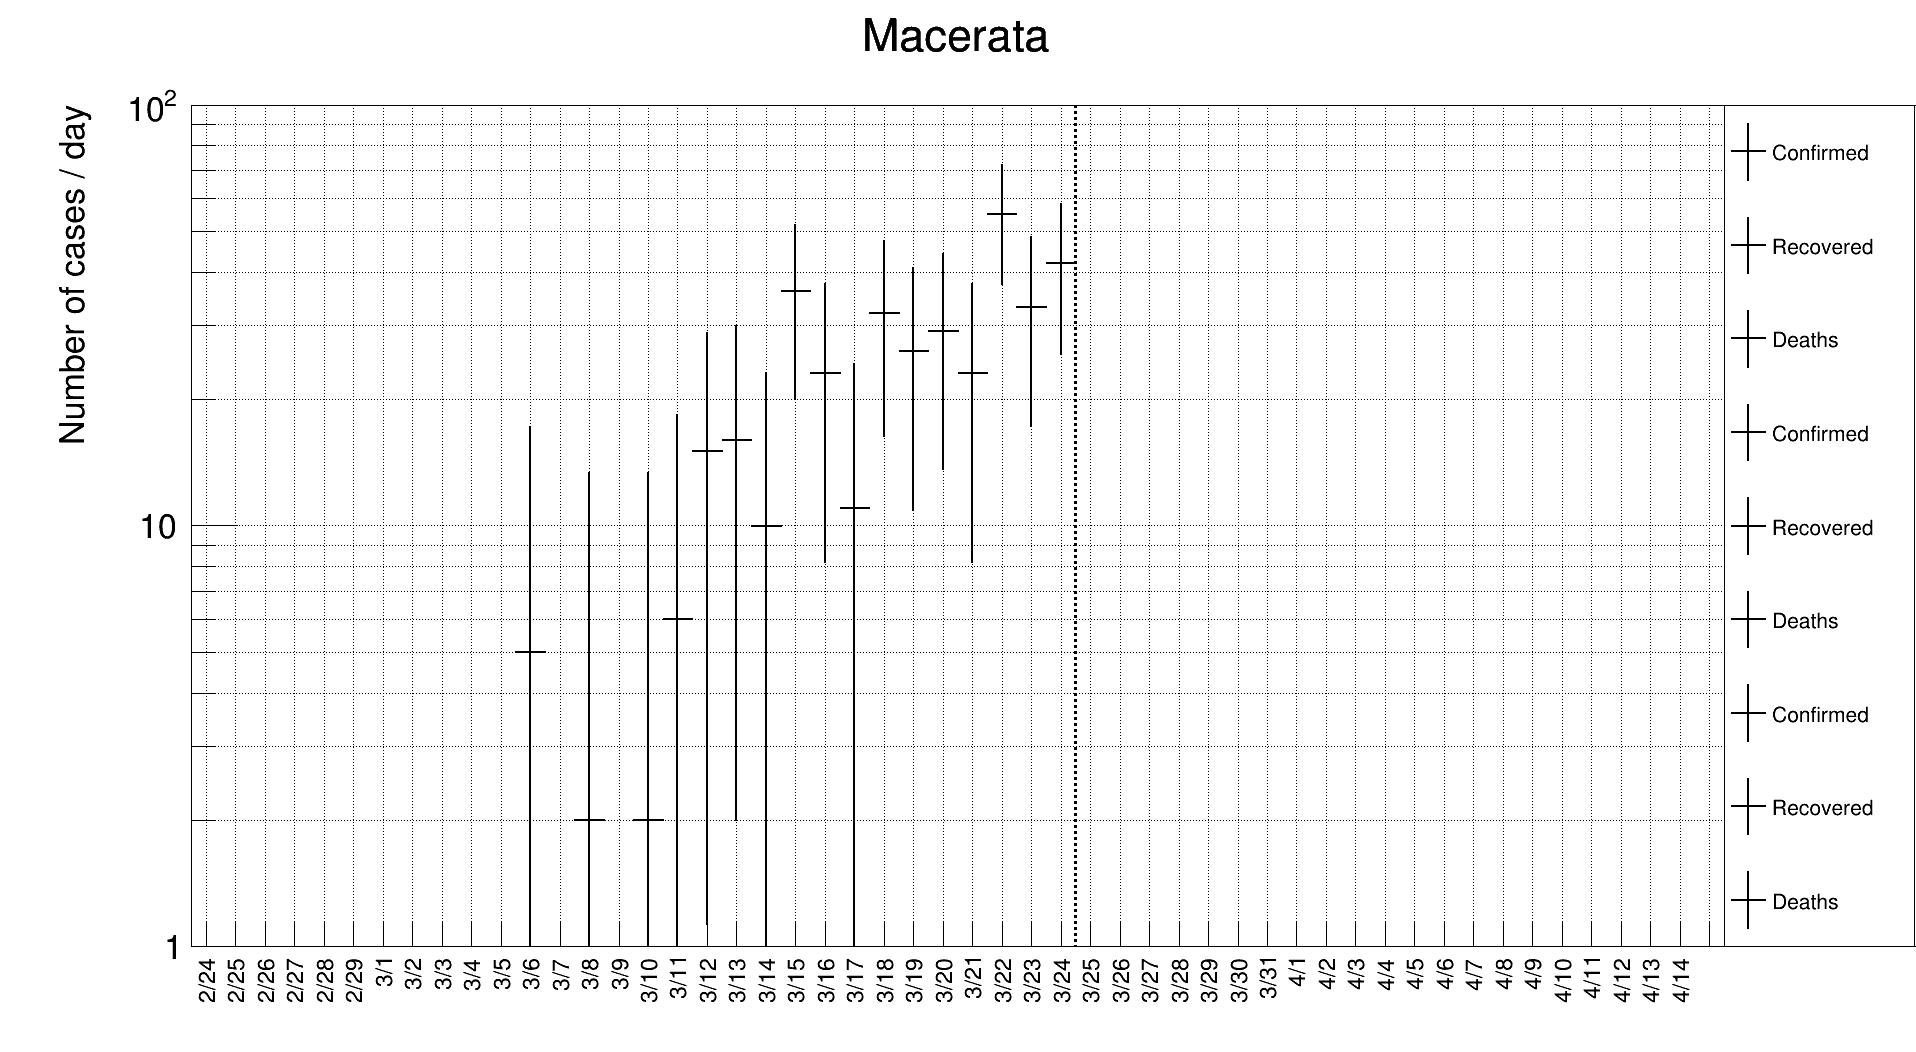 Macerata
Number of cases / day
10²
10
1
2/24 2/25 2/26 2/27 2/28 2/29 3/1 3/2 3/3 3/4 3/5 3/6 3/7 3/8 3/9 3/10 3/11 3/12 3/13 3/14 3/15 3/16 3/17 3/18 3/19 3/20 3/21 3/22 3/23 3/24 3/25 3/26 3/27 3/28 3/29 3/30 3/31 4/1 4/2 4/3 4/4 4/5 4/6 4/7 4/8 4/9 4/10 4/11 4/12 4/13 4/14
Confirmed
Recovered
Deaths
Confirmed
Recovered
Deaths
Confirmed
Recovered
Deaths